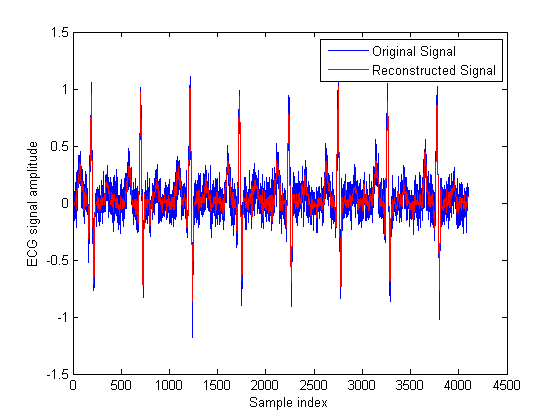 1.5
Original Signal
Reconstructed Signal
1
0.5
0
-0.5
-1
-1.5
ECG signal amplitude
0 500 1000 1500 2000 2500 3000 3500 4000 4500
Sample index